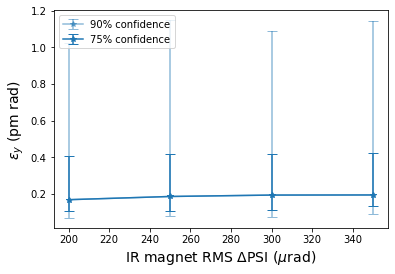 90% confidence
75% confidence
1.2
1.0
0.8
0.6
0.4
0.2
εy (pm rad)
200 220 240 260 280 300 320 340
IR magnet RMS ΔPSI (μrad)